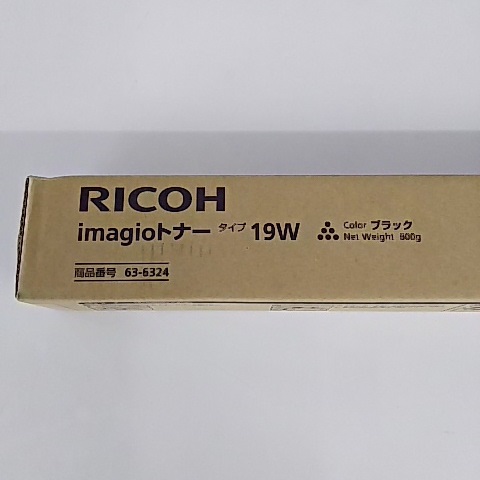 RICOH
imagioトナー タイプ 19W
Color ブラック
Net Weight 800g
商品番号 63-6324